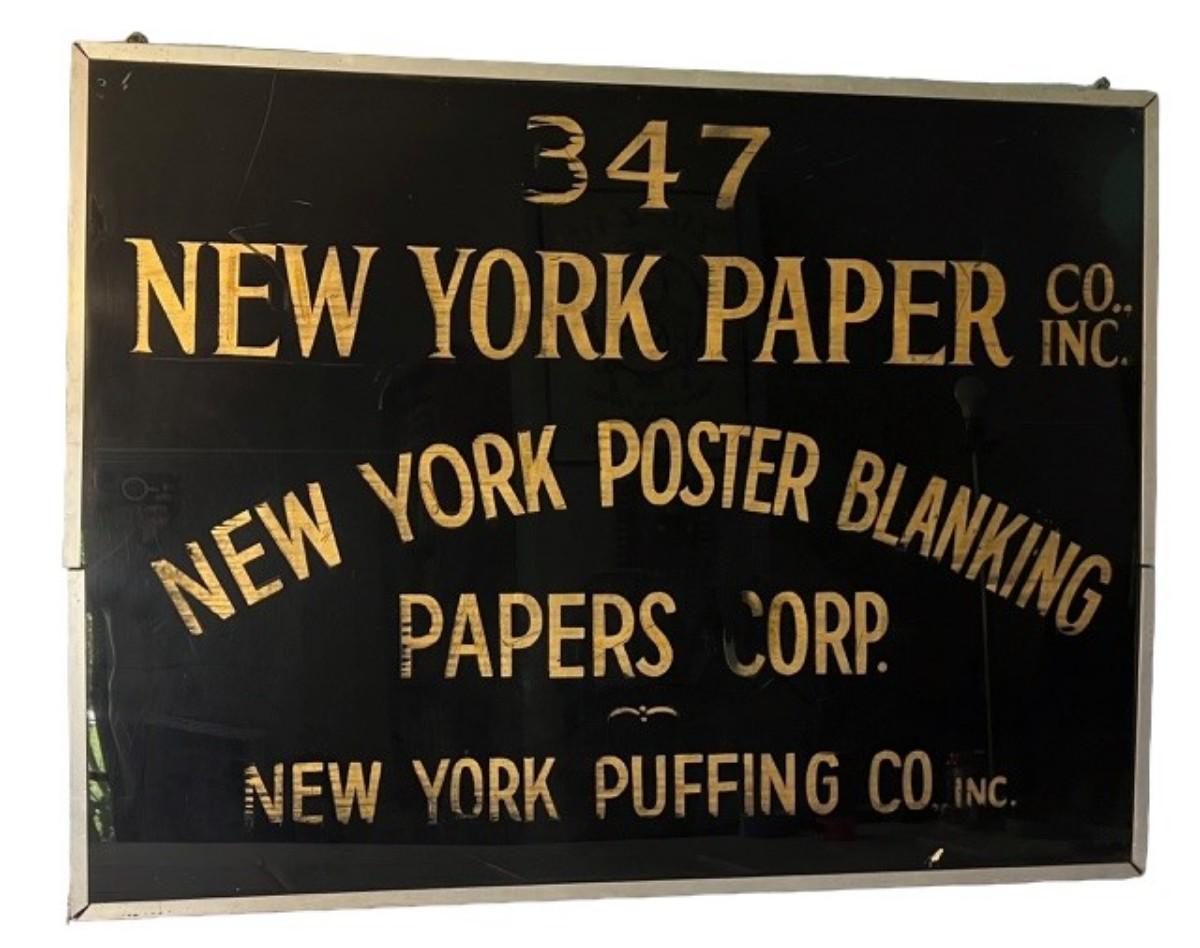 347
NEW YORK PAPER CO., INC.
NEW YORK POSTER BLANKING
PAPERS CORP.
NEW YORK PUFFING CO., INC.